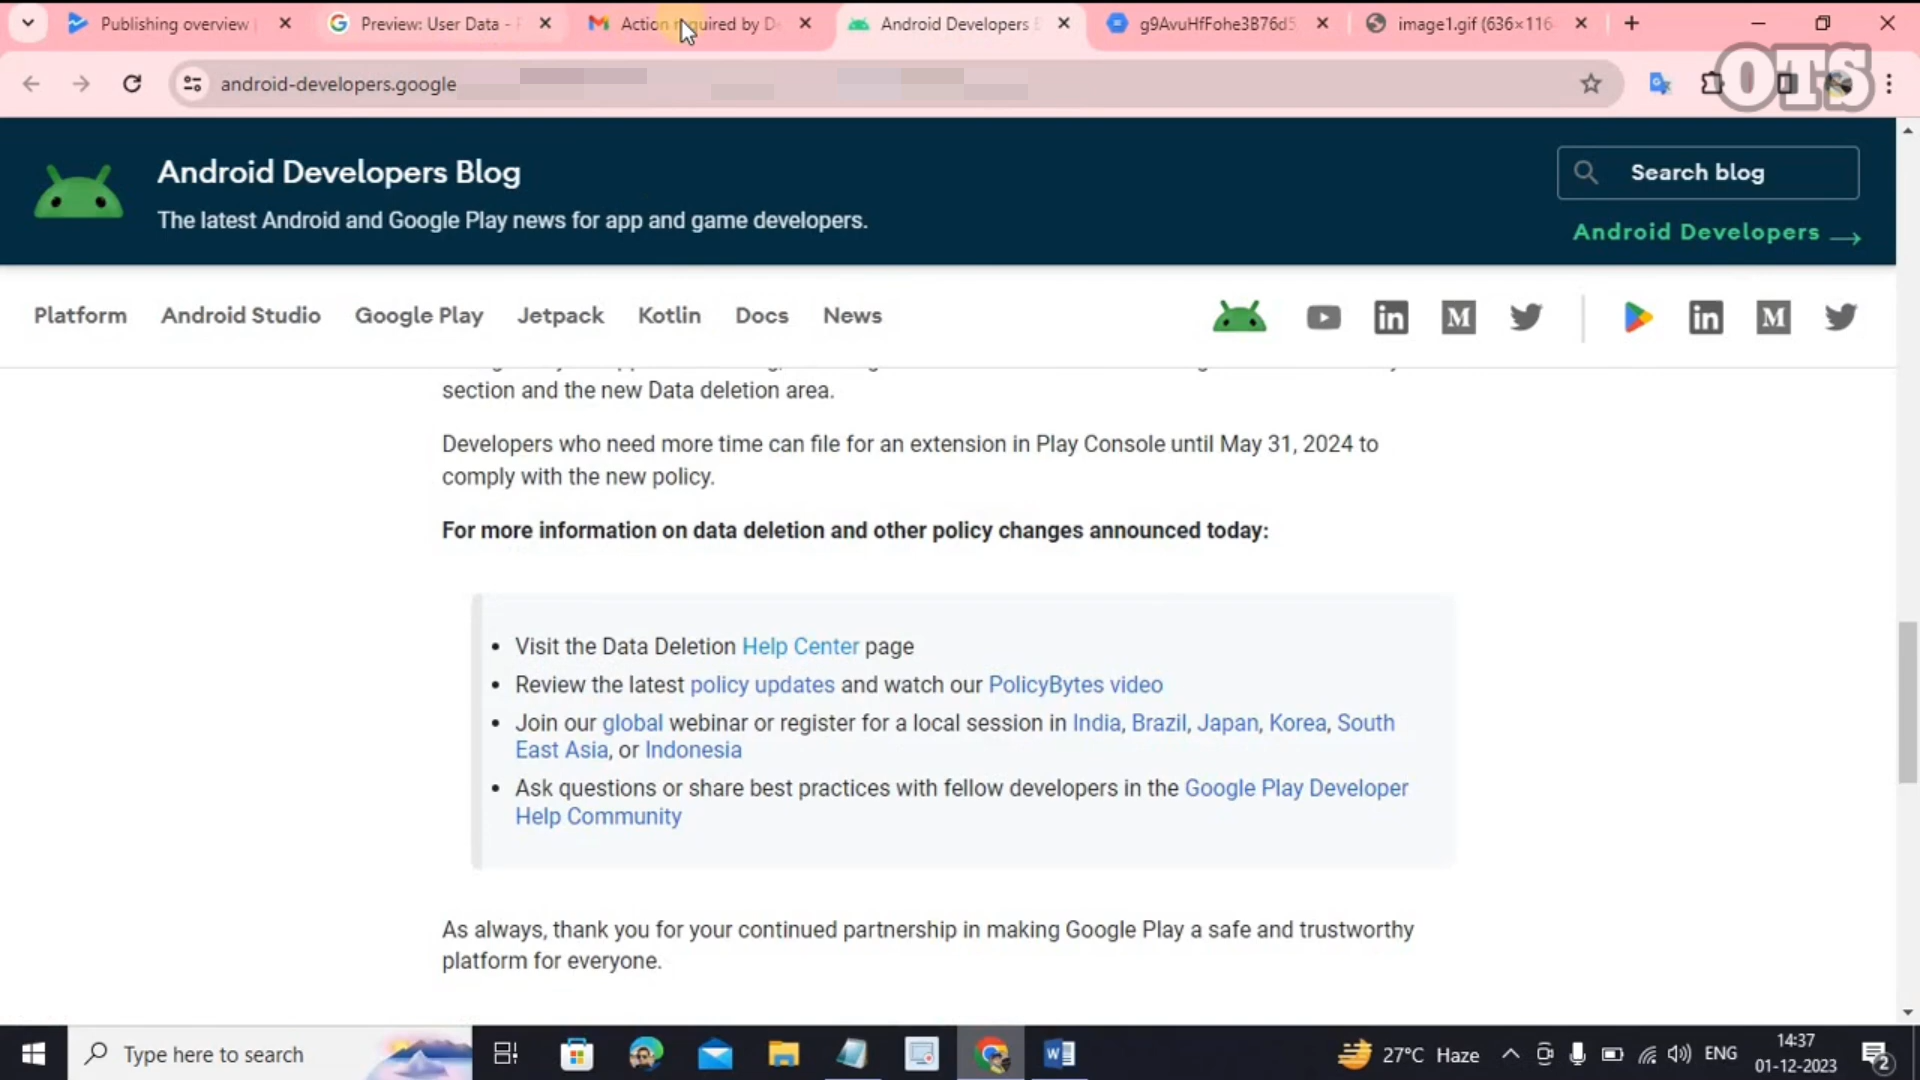 Publishing overview
Preview: User Data -
Action required by De
Android Developers
g9AvuHfFohe3B76d5
image1.gif (636×116
android-developers.google
OTS
Android Developers Blog
The latest Android and Google Play news for app and game developers.
Search blog
Android Developers
Platform Android Studio Google Play Jetpack Kotlin Docs News
section and the new Data deletion area.
Developers who need more time can file for an extension in Play Console until May 31, 2024 to
comply with the new policy.
For more information on data deletion and other policy changes announced today:
• Visit the Data Deletion Help Center page
• Review the latest policy updates and watch our PolicyBytes video
• Join our global webinar or register for a local session in India, Brazil, Japan, Korea, South
East Asia, or Indonesia
• Ask questions or share best practices with fellow developers in the Google Play Developer
Help Community
As always, thank you for your continued partnership in making Google Play a safe and trustworthy
platform for everyone.
Type here to search
27°C Haze
ENG
14:37
01-12-2023
2